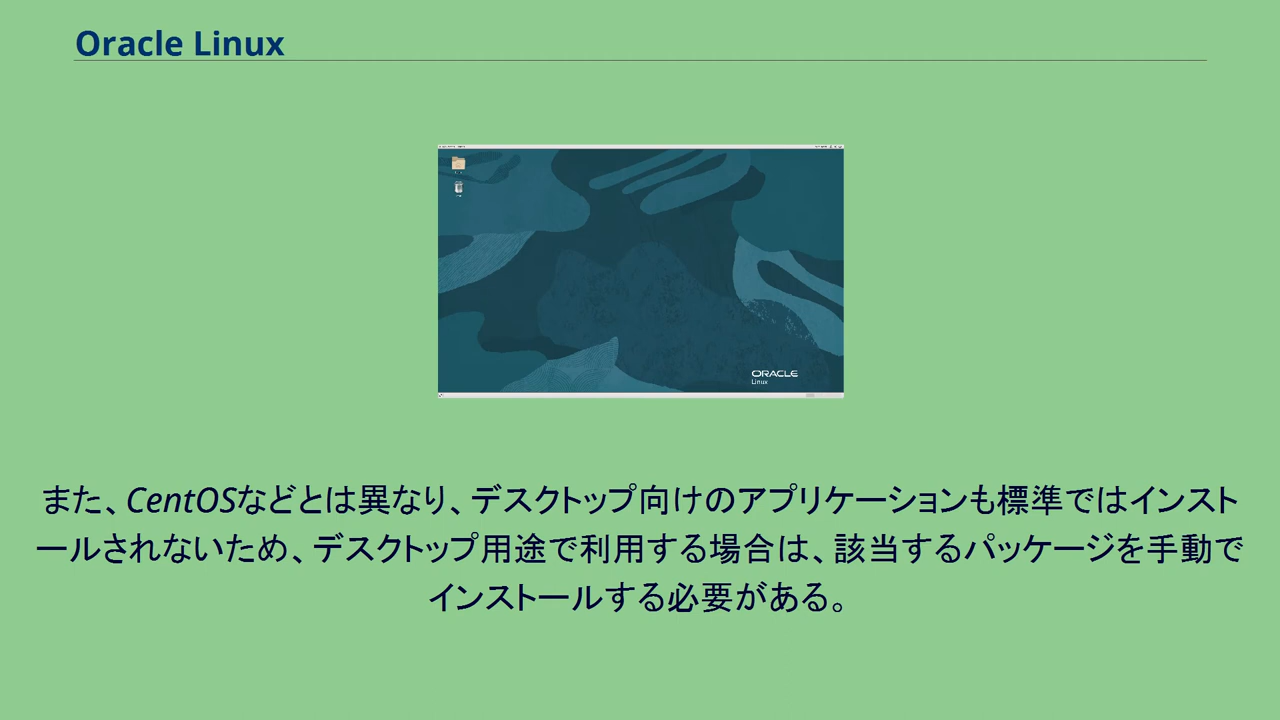 Oracle Linux
ORACLE
Linux
また、CentOSなどとは異なり、デスクトップ向けのアプリケーションも標準ではインスト
ールされないため、デスクトップ用途で利用する場合は、該当するパッケージを手動で
インストールする必要がある。